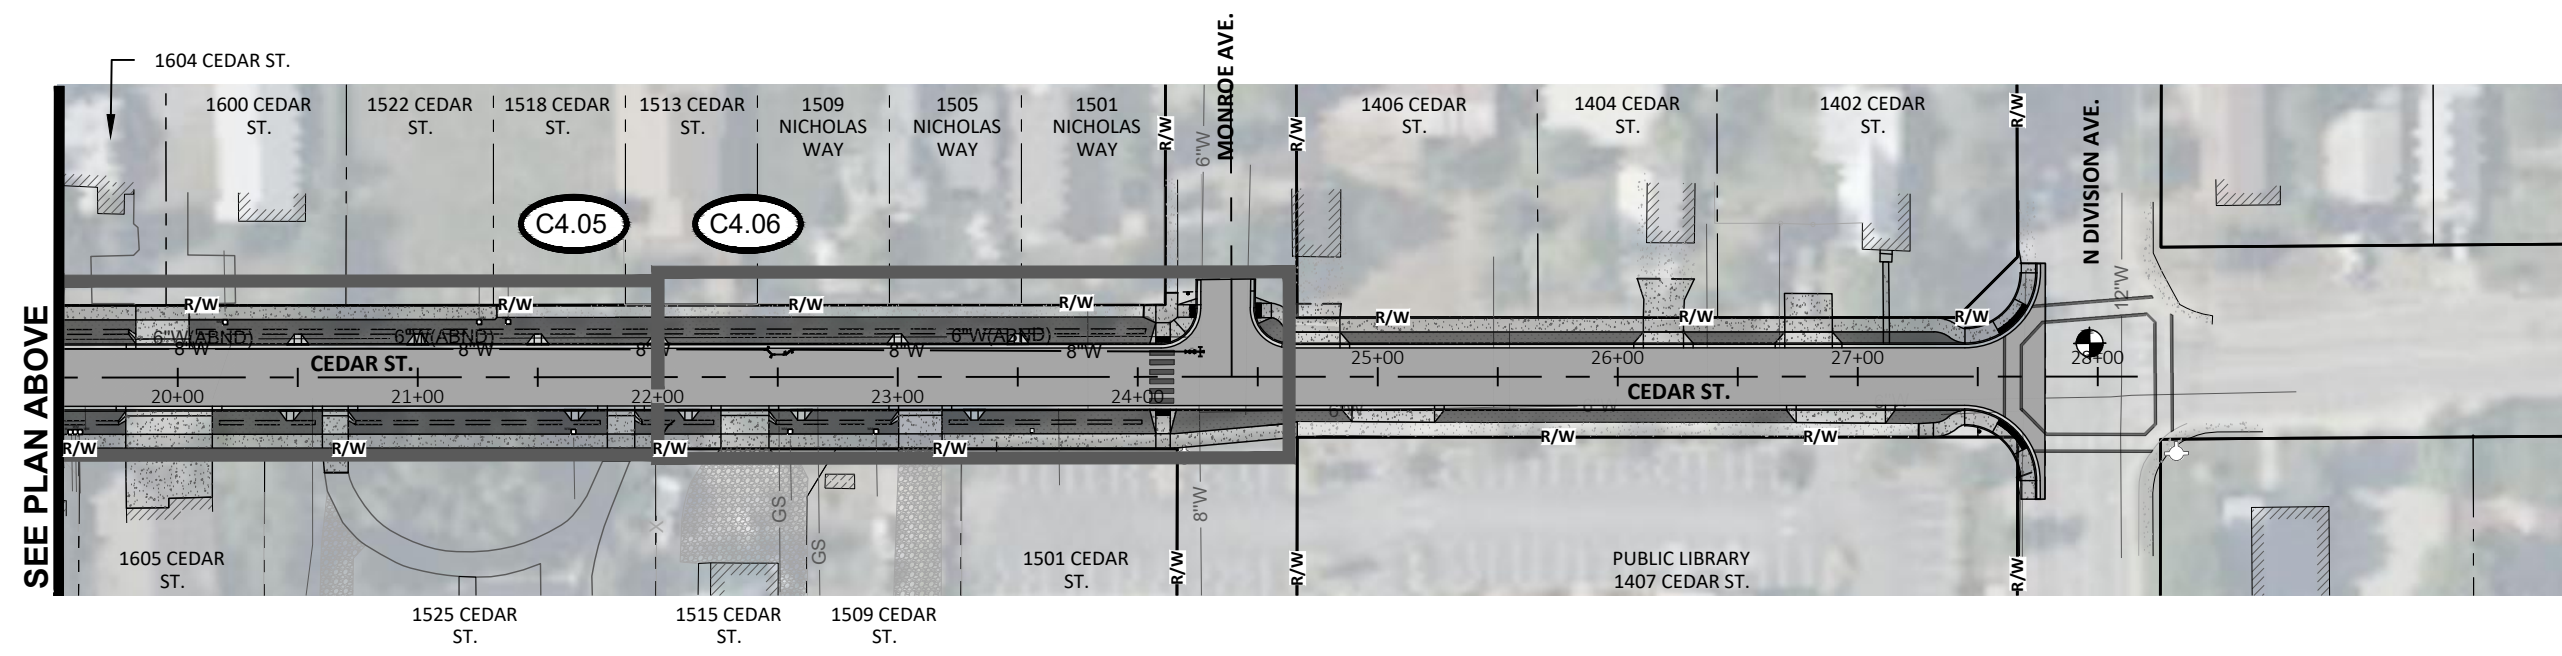 MONROE AVE.
1604 CEDAR ST.
1600 CEDAR
ST.
1522 CEDAR
ST.
1518 CEDAR
ST.
1513 CEDAR
ST.
1509
NICHOLAS
WAY
1505
NICHOLAS
WAY
1501
NICHOLAS
WAY
R/W
6"W
R/W
1406 CEDAR
ST.
1404 CEDAR
ST.
1402 CEDAR
ST.
R/W
N DIVISION AVE.
C4.05
C4.06
12"W
R/W
R/W
R/W
R/W
R/W
R/W
R/W
6"W(ABND)
6"W(ABND)
6"W(ABND)
8"W
8"W
8"W
8"W
CEDAR ST.
25+00
26+00
27+00
28+00
20+00
21+00
22+00
23+00
24+00
CEDAR ST.
R/W
R/W
R/W
R/W
R/W
R/W
SEE PLAN ABOVE
GS
GS
X
8"W
1605 CEDAR
ST.
1501 CEDAR
ST.
R/W
R/W
PUBLIC LIBRARY
1407 CEDAR ST.
R/W
1525 CEDAR
ST.
1515 CEDAR
ST.
1509 CEDAR
ST.